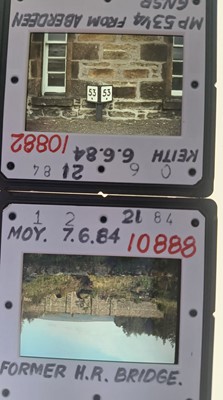 0 6 21 84
KEITH 6.6.84
10882
53 53
MP 53¼ FROM ABERDEEN
GNSR
1 2 21 84
MOY. 7.6.84 10888
FORMER H.R. BRIDGE.